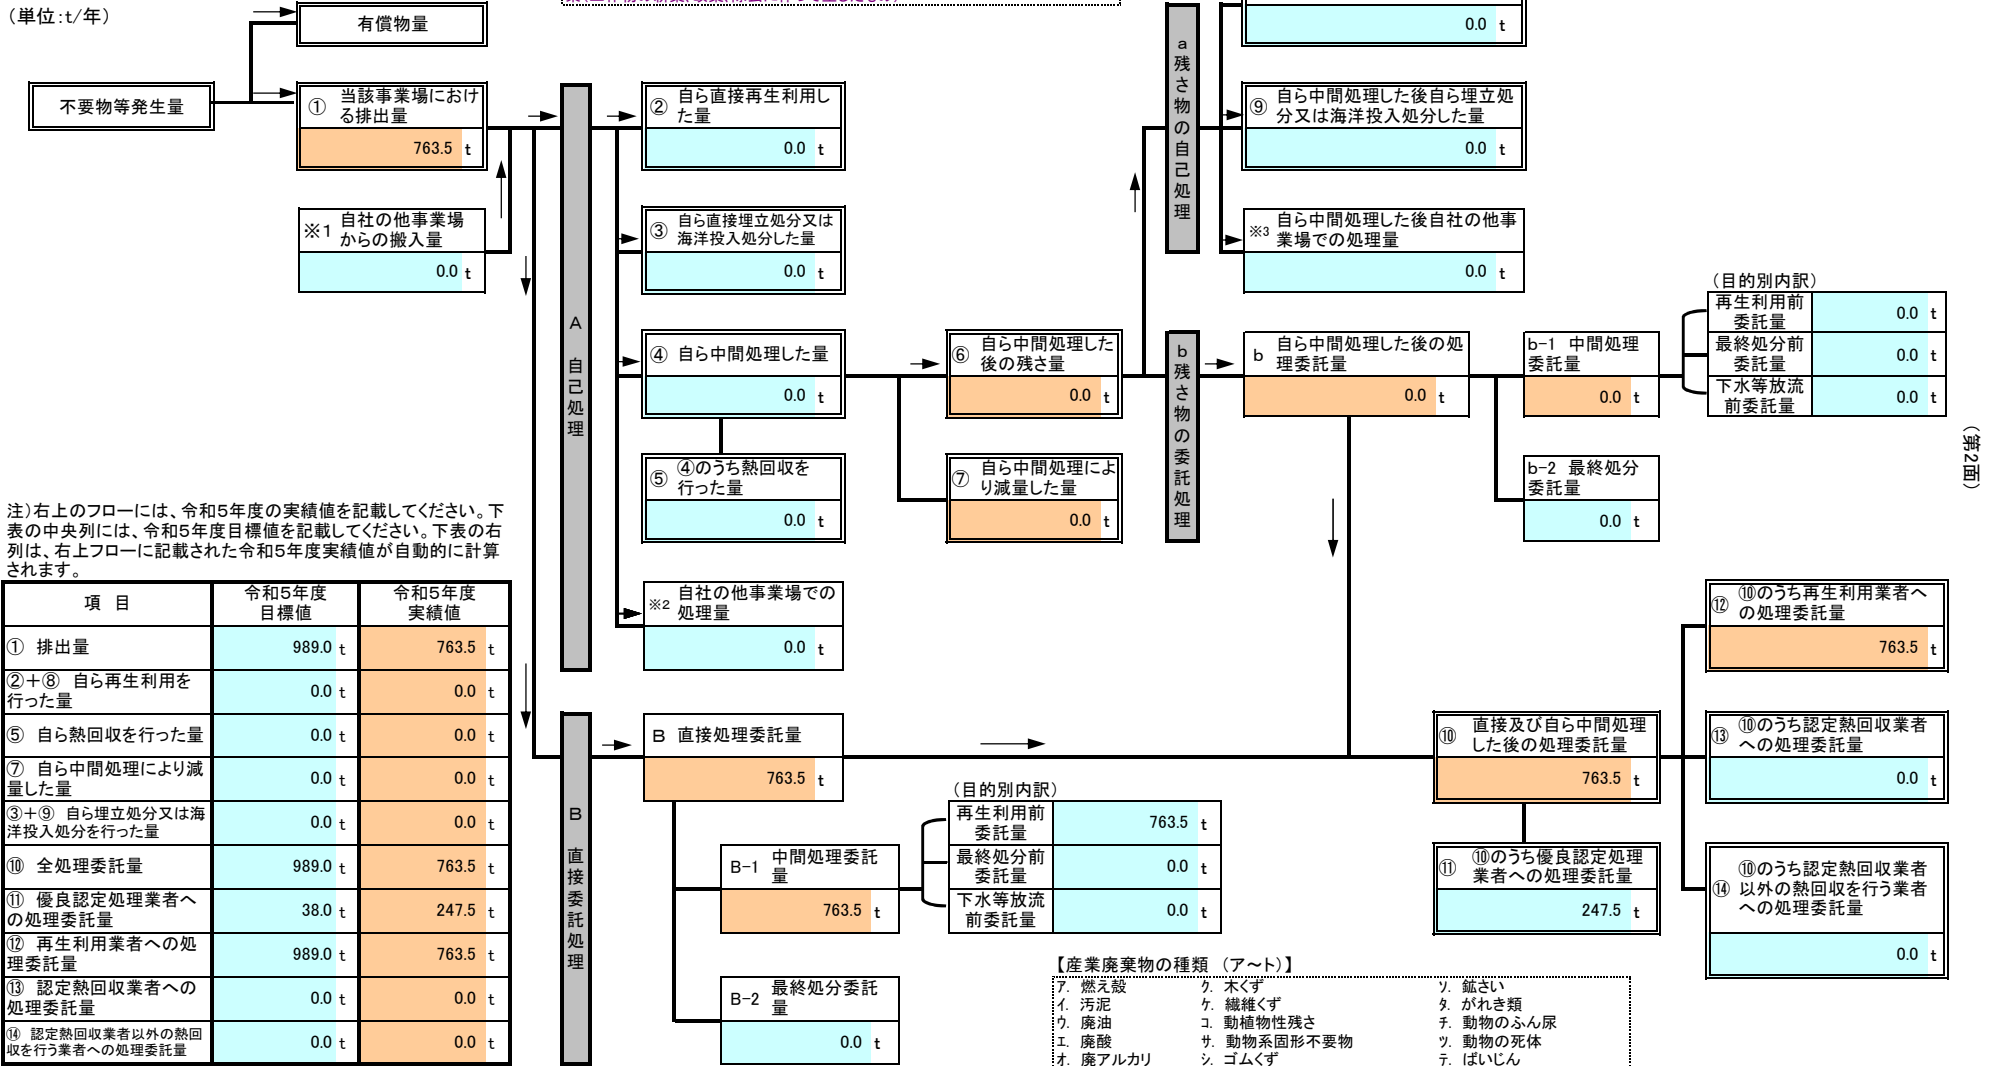 （単位：t/年）
有償物量
不要物等発生量
① 当該事業場におけ
る排出量
763.5 t
※1 自社の他事業場
からの搬入量
0.0 t
A 自己処理
② 自ら直接再生利用し
た量
0.0 t
③ 自ら直接埋立処分又は
海洋投入処分した量
0.0 t
④ 自ら中間処理した量
0.0 t
⑤ ④のうち熱回収を
行った量
0.0 t
※2 自社の他事業場での
処理量
0.0 t
⑥ 自ら中間処理した
後の残さ量
0.0 t
⑦ 自ら中間処理によ
り減量した量
0.0 t
a 残さ物の自己処理
0.0 t
⑨ 自ら中間処理した後自ら埋立処
分又は海洋投入処分した量
0.0 t
※3 自ら中間処理した後自社の他事
業場での処理量
0.0 t
b 残さ物の委託処理
b 自ら中間処理した後の処
理委託量
0.0 t
b-1 中間処理
委託量
0.0 t
（目的別内訳）
再生利用前
委託量
0.0 t
最終処分前
委託量
0.0 t
下水等放流
前委託量
0.0 t
b-2 最終処分
委託量
0.0 t
（第2面）
注）右上のフローには、令和5年度の実績値を記載してください。下
表の中央列には、令和5年度目標値を記載してください。下表の右
列は、右上フローに記載された令和5年度実績値が自動的に計算
されます。
項 目 令和5年度 目標値 令和5年度 実績値
① 排出量 989.0 t 763.5 t
②+⑧ 自ら再生利用を
行った量 0.0 t 0.0 t
⑤ 自ら熱回収を行った量 0.0 t 0.0 t
⑦ 自ら中間処理により減
量した量 0.0 t 0.0 t
③+⑨ 自ら埋立処分又は海
洋投入処分を行った量 0.0 t 0.0 t
⑩ 全処理委託量 989.0 t 763.5 t
⑪ 優良認定処理業者へ
の処理委託量 38.0 t 247.5 t
⑫ 再生利用業者への処
理委託量 989.0 t 763.5 t
⑬ 認定熱回収業者への
処理委託量 0.0 t 0.0 t
⑭ 認定熱回収業者以外の熱回
収を行う業者への処理委託量 0.0 t 0.0 t
B 直接委託処理
B 直接処理委託量
763.5 t
B-1 中間処理委託
量
763.5 t
（目的別内訳）
再生利用前
委託量
763.5 t
最終処分前
委託量
0.0 t
下水等放流
前委託量
0.0 t
B-2 最終処分委託
量
0.0 t
⑩ 直接及び自ら中間処理
した後の処理委託量
763.5 t
⑪ ⑩のうち優良認定処理
業者への処理委託量
247.5 t
⑫ ⑩のうち再生利用業者へ
の処理委託量
763.5 t
⑬ ⑩のうち認定熱回収業者
への処理委託量
0.0 t
⑭ ⑩のうち認定熱回収業者
以外の熱回収を行う業者
への処理委託量
0.0 t
【産業廃棄物の種類 （ア～ト）】
ア. 燃え殻 ク. 木くず ソ. 鉱さい
イ. 汚泥 ケ. 繊維くず タ. がれき類
ウ. 廃油 コ. 動植物性残さ チ. 動物のふん尿
エ. 廃酸 サ. 動物系固形不要物 ツ. 動物の死体
オ. 廃アルカリ シ. ゴムくず テ. ばいじん